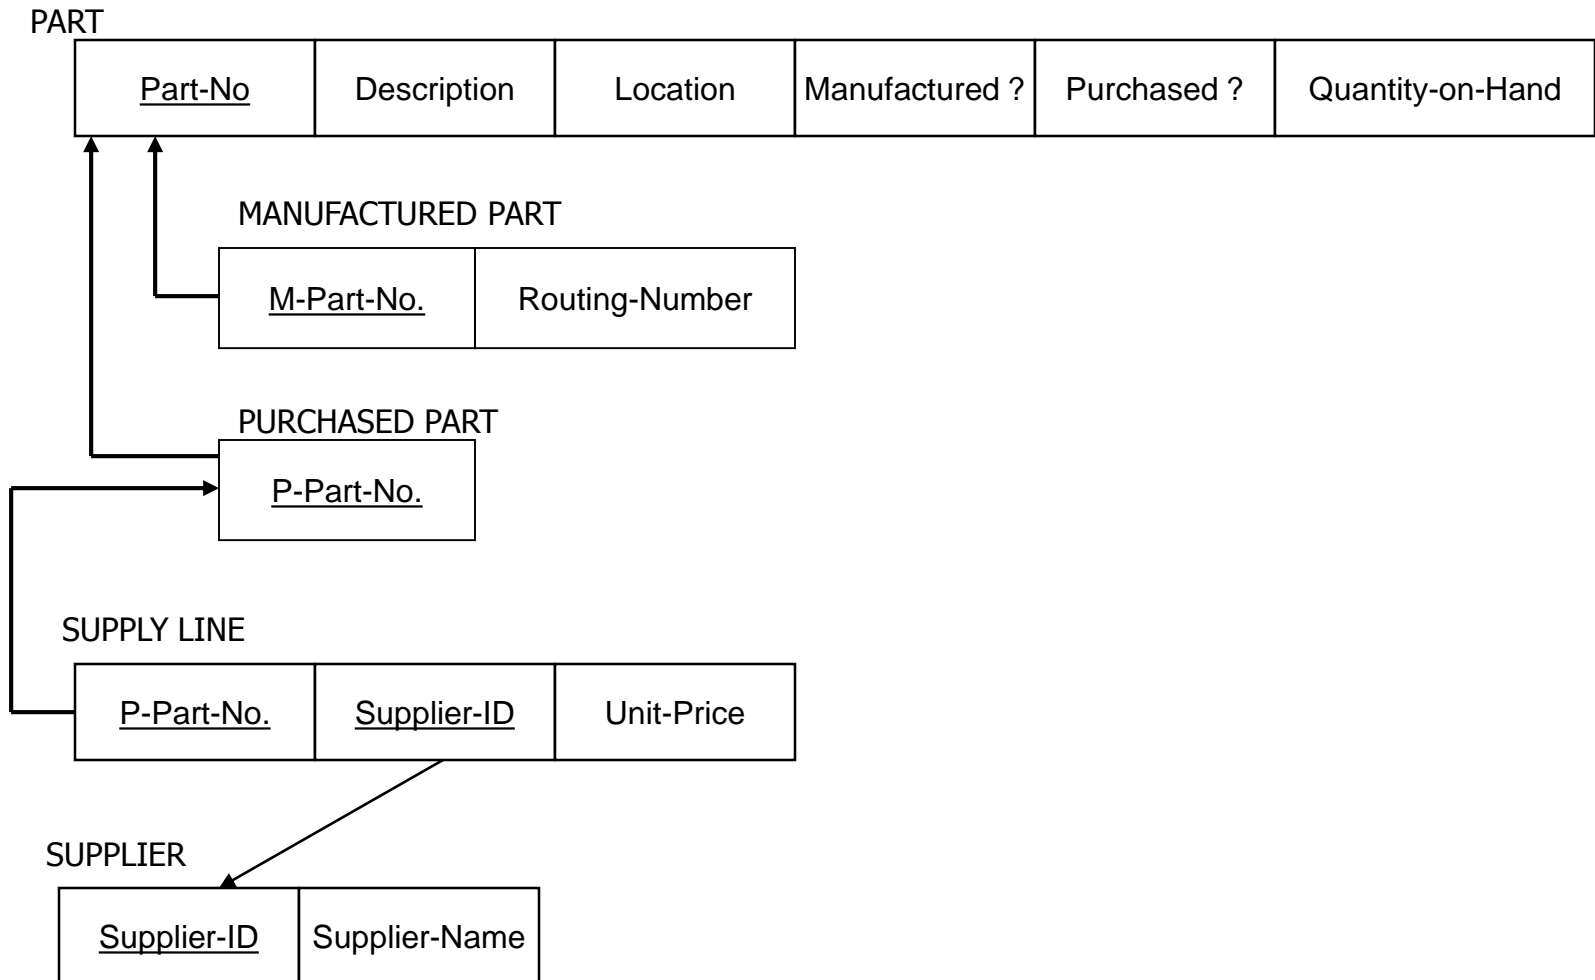 PART
Part-No Description Location Manufactured ? Purchased ? Quantity-on-Hand
MANUFACTURED PART
M-Part-No. Routing-Number
PURCHASED PART
P-Part-No.
SUPPLY LINE
P-Part-No. Supplier-ID Unit-Price
SUPPLIER
Supplier-ID Supplier-Name